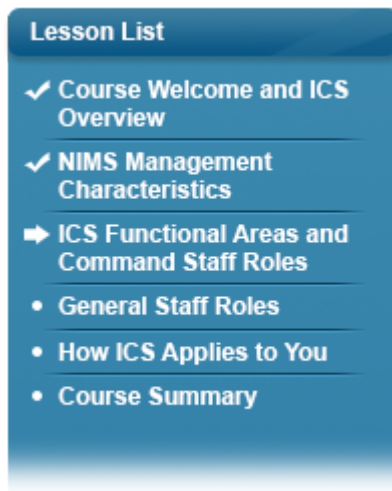 Lesson List
Course Welcome and ICS
Overview
NIMS Management
Characteristics
ICS Functional Areas and
Command Staff Roles
General Staff Roles
How ICS Applies to You
Course Summary